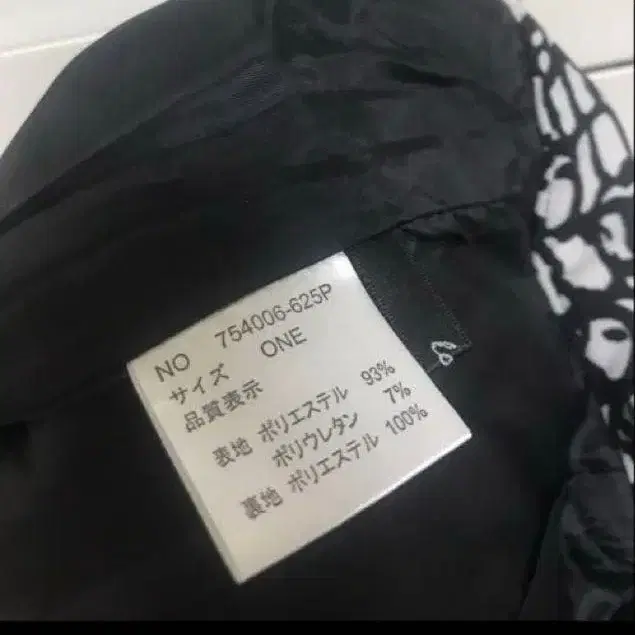 NO 754006-625P
サイズ ONE
品質表示
表地 ポリエステル 93%
ポリウレタン 7%
裏地 ポリエステル 100%